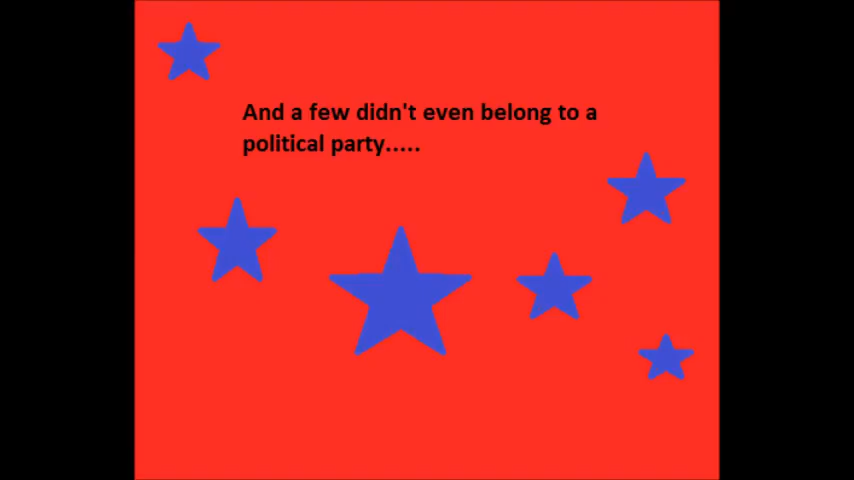 And a few didn't even belong to a
political party.....